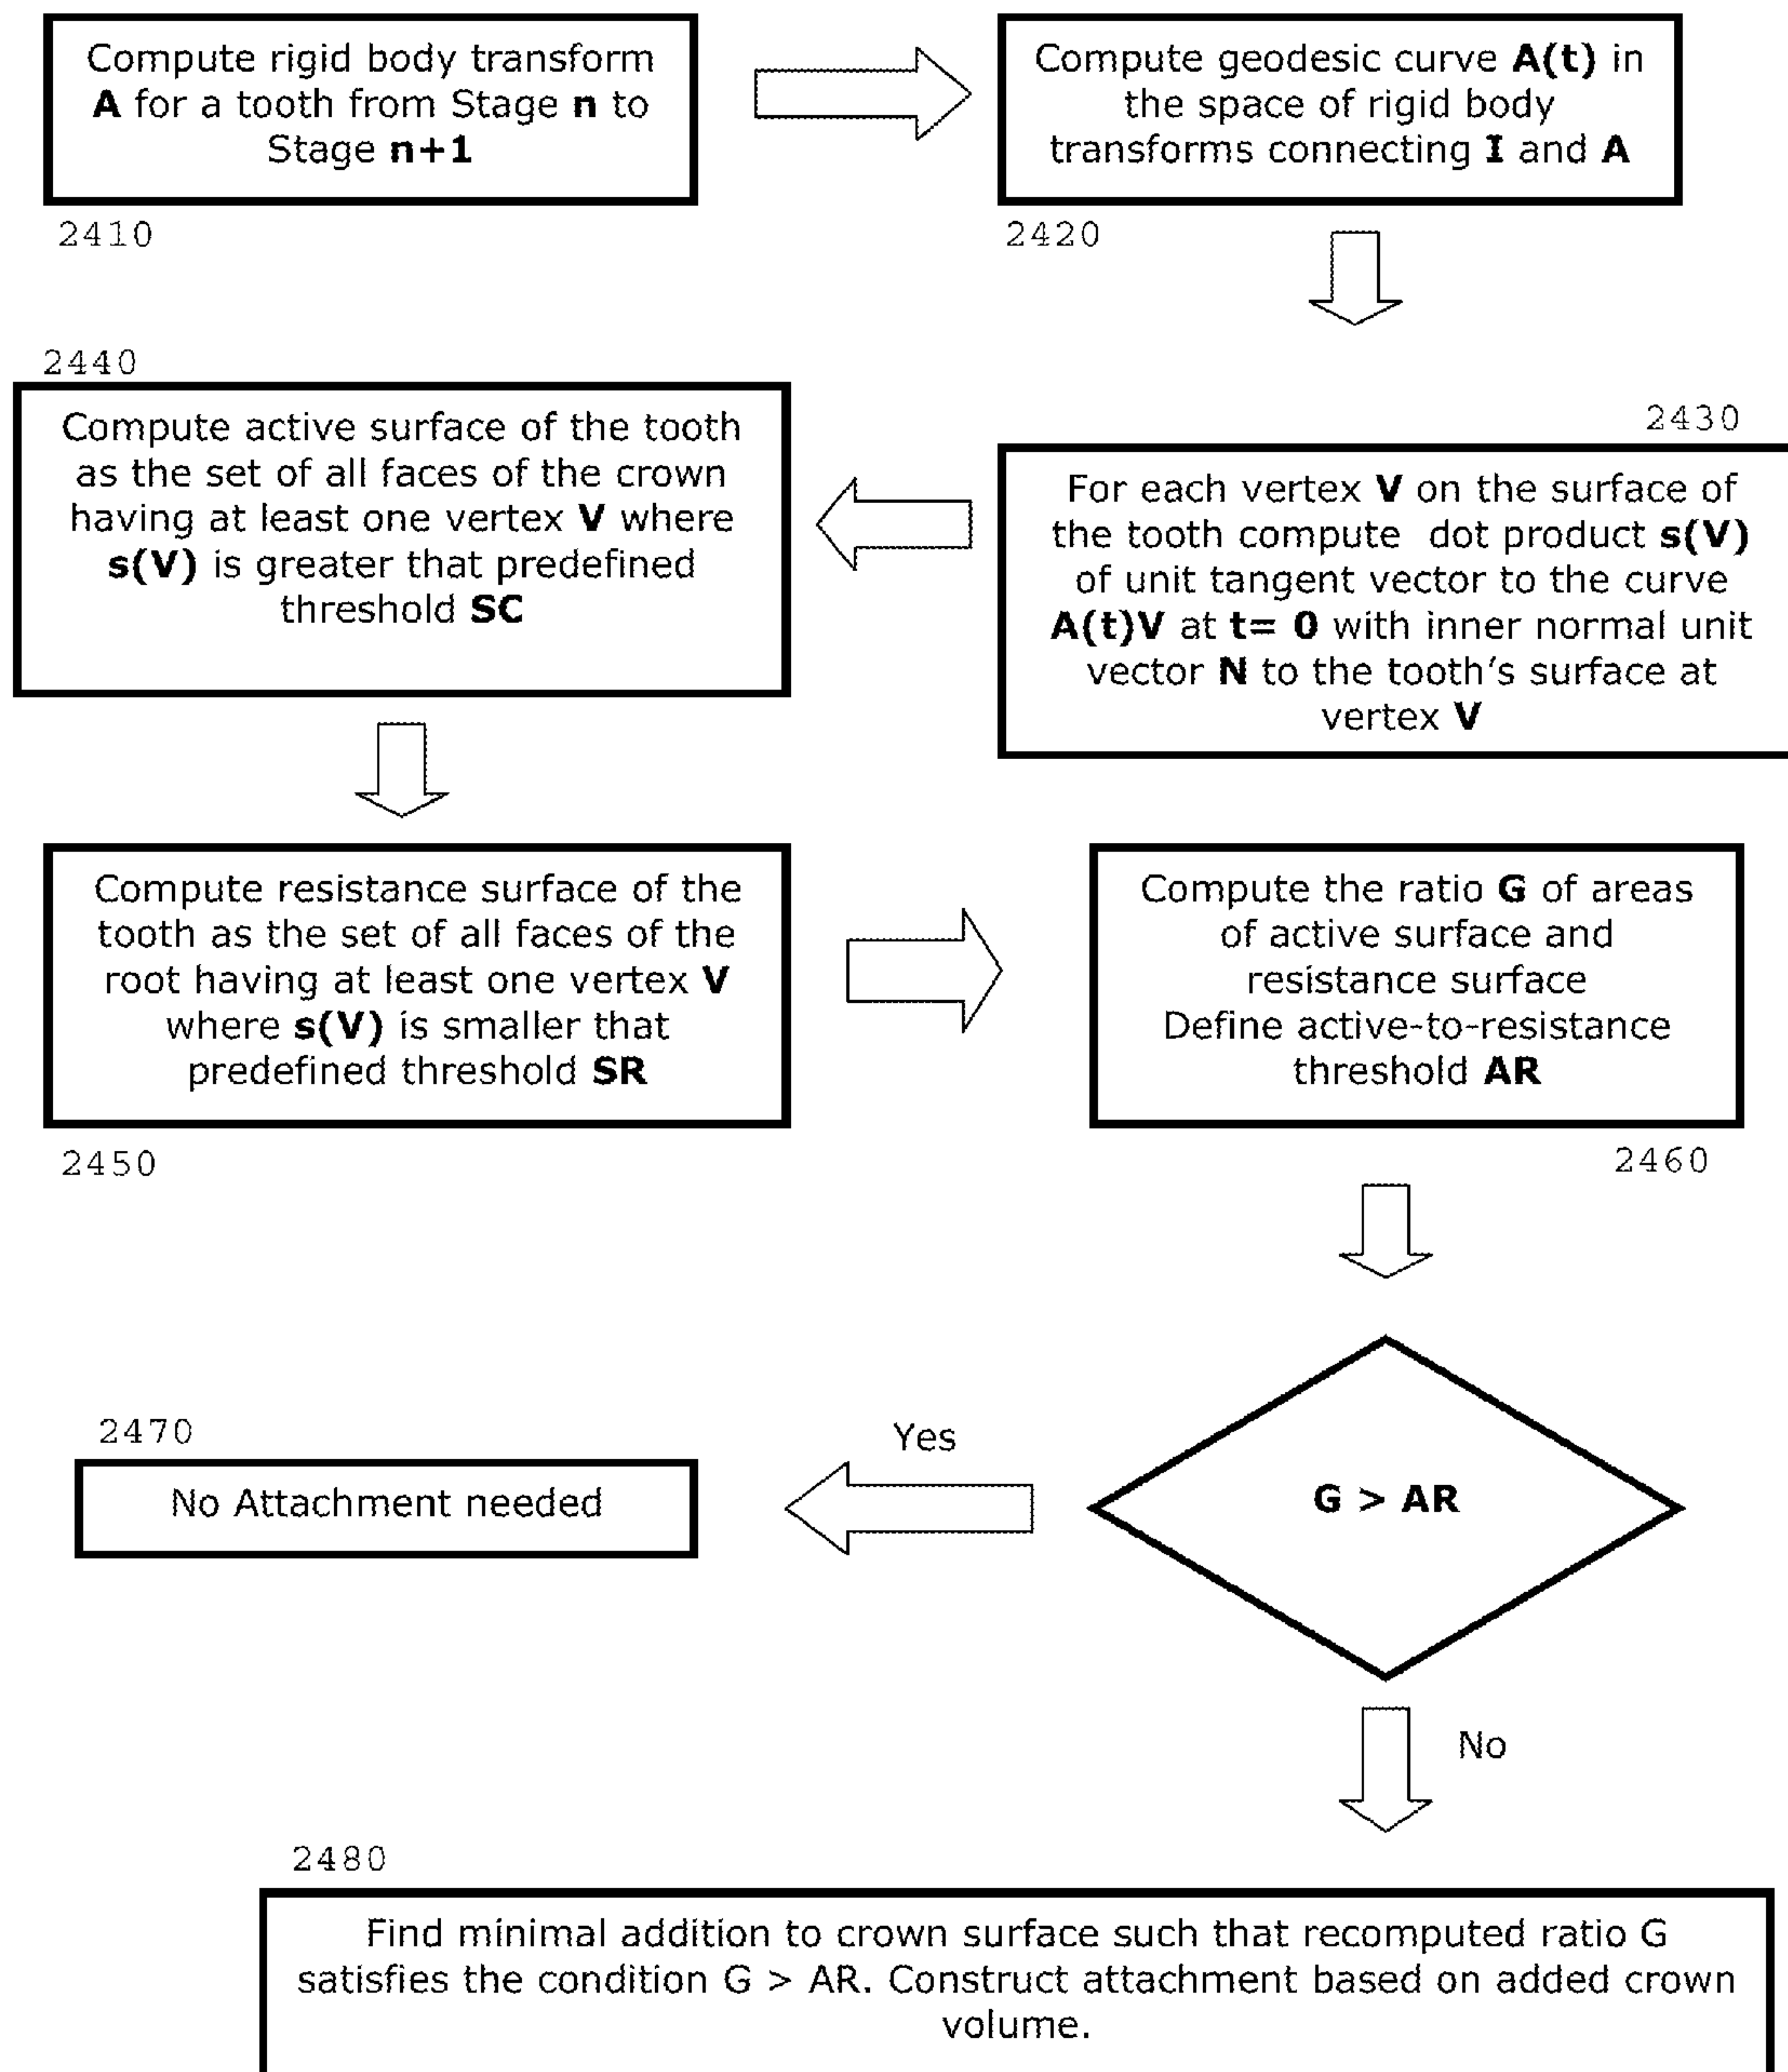 Compute rigid body transform
A for a tooth from Stage n to
Stage n+1
2410
Compute geodesic curve A(t) in
the space of rigid body
transforms connecting I and A
2420
2430
For each vertex V on the surface of
the tooth compute dot product s(V)
of unit tangent vector to the curve
A(t)V at t= 0 with inner normal unit
vector N to the tooth's surface at
vertex V
2440
Compute active surface of the tooth
as the set of all faces of the crown
having at least one vertex V where
s(V) is greater that predefined
threshold SC
Compute resistance surface of the
tooth as the set of all faces of the
root having at least one vertex V
where s(V) is smaller that
predefined threshold SR
2450
Compute the ratio G of areas
of active surface and
resistance surface
Define active-to-resistance
threshold AR
2460
G > AR
Yes
2470
No Attachment needed
No
2480
Find minimal addition to crown surface such that recomputed ratio G
satisfies the condition G > AR. Construct attachment based on added crown
volume.